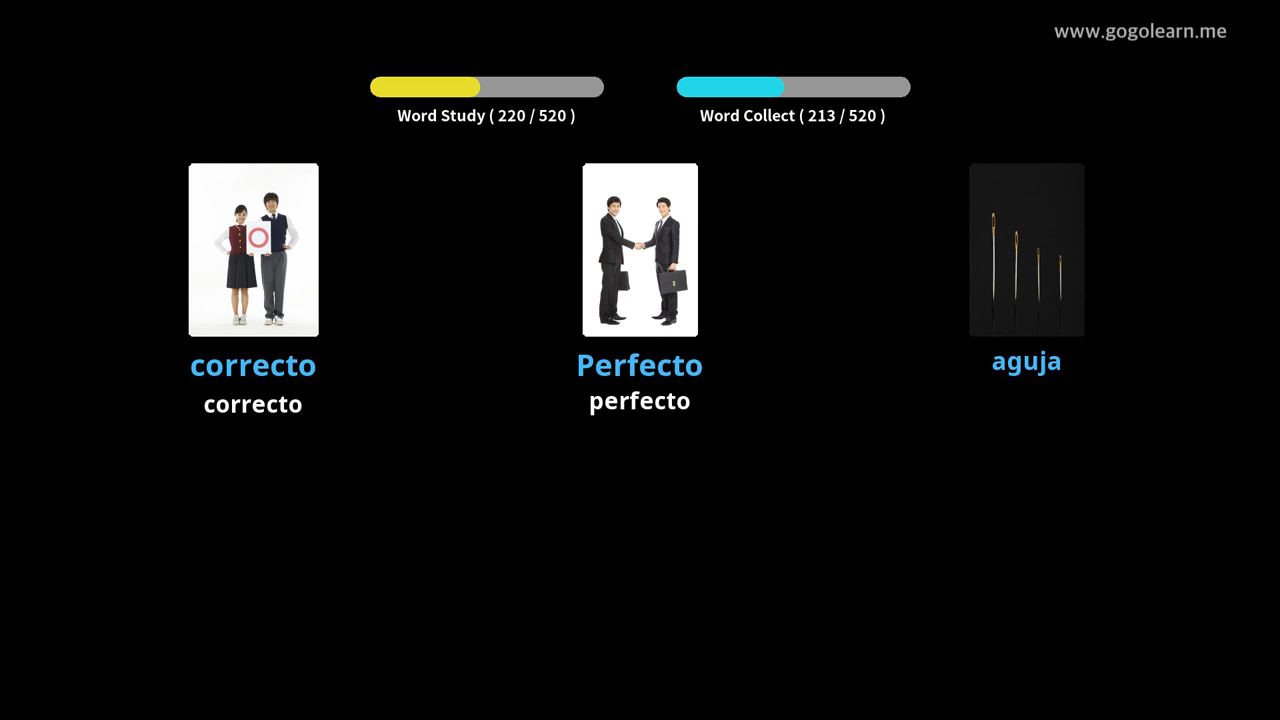 www.gogolearn.me
Word Study ( 220 / 520 )
Word Collect ( 213 / 520 )
correcto
correcto
Perfecto
perfecto
aguja